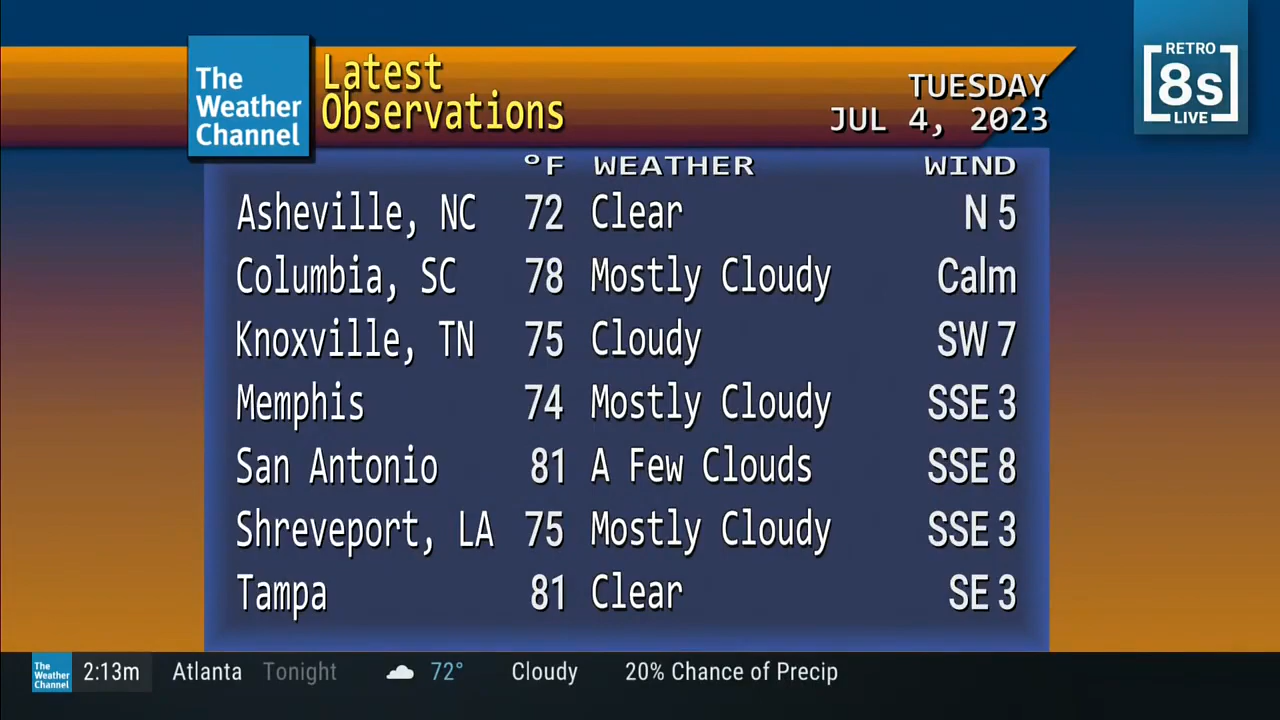 The
Weather
Channel
Latest
Observations
TUESDAY
JUL 4, 2023
RETRO
8s
LIVE
°F WEATHER WIND
Asheville, NC 72 Clear N 5
Columbia, SC 78 Mostly Cloudy Calm
Knoxville, TN 75 Cloudy SW 7
Memphis 74 Mostly Cloudy SSE 3
San Antonio 81 A Few Clouds SSE 8
Shreveport, LA 75 Mostly Cloudy SSE 3
Tampa 81 Clear SE 3
The
Weather
Channel
2:13m Atlanta Tonight 72° Cloudy 20% Chance of Precip